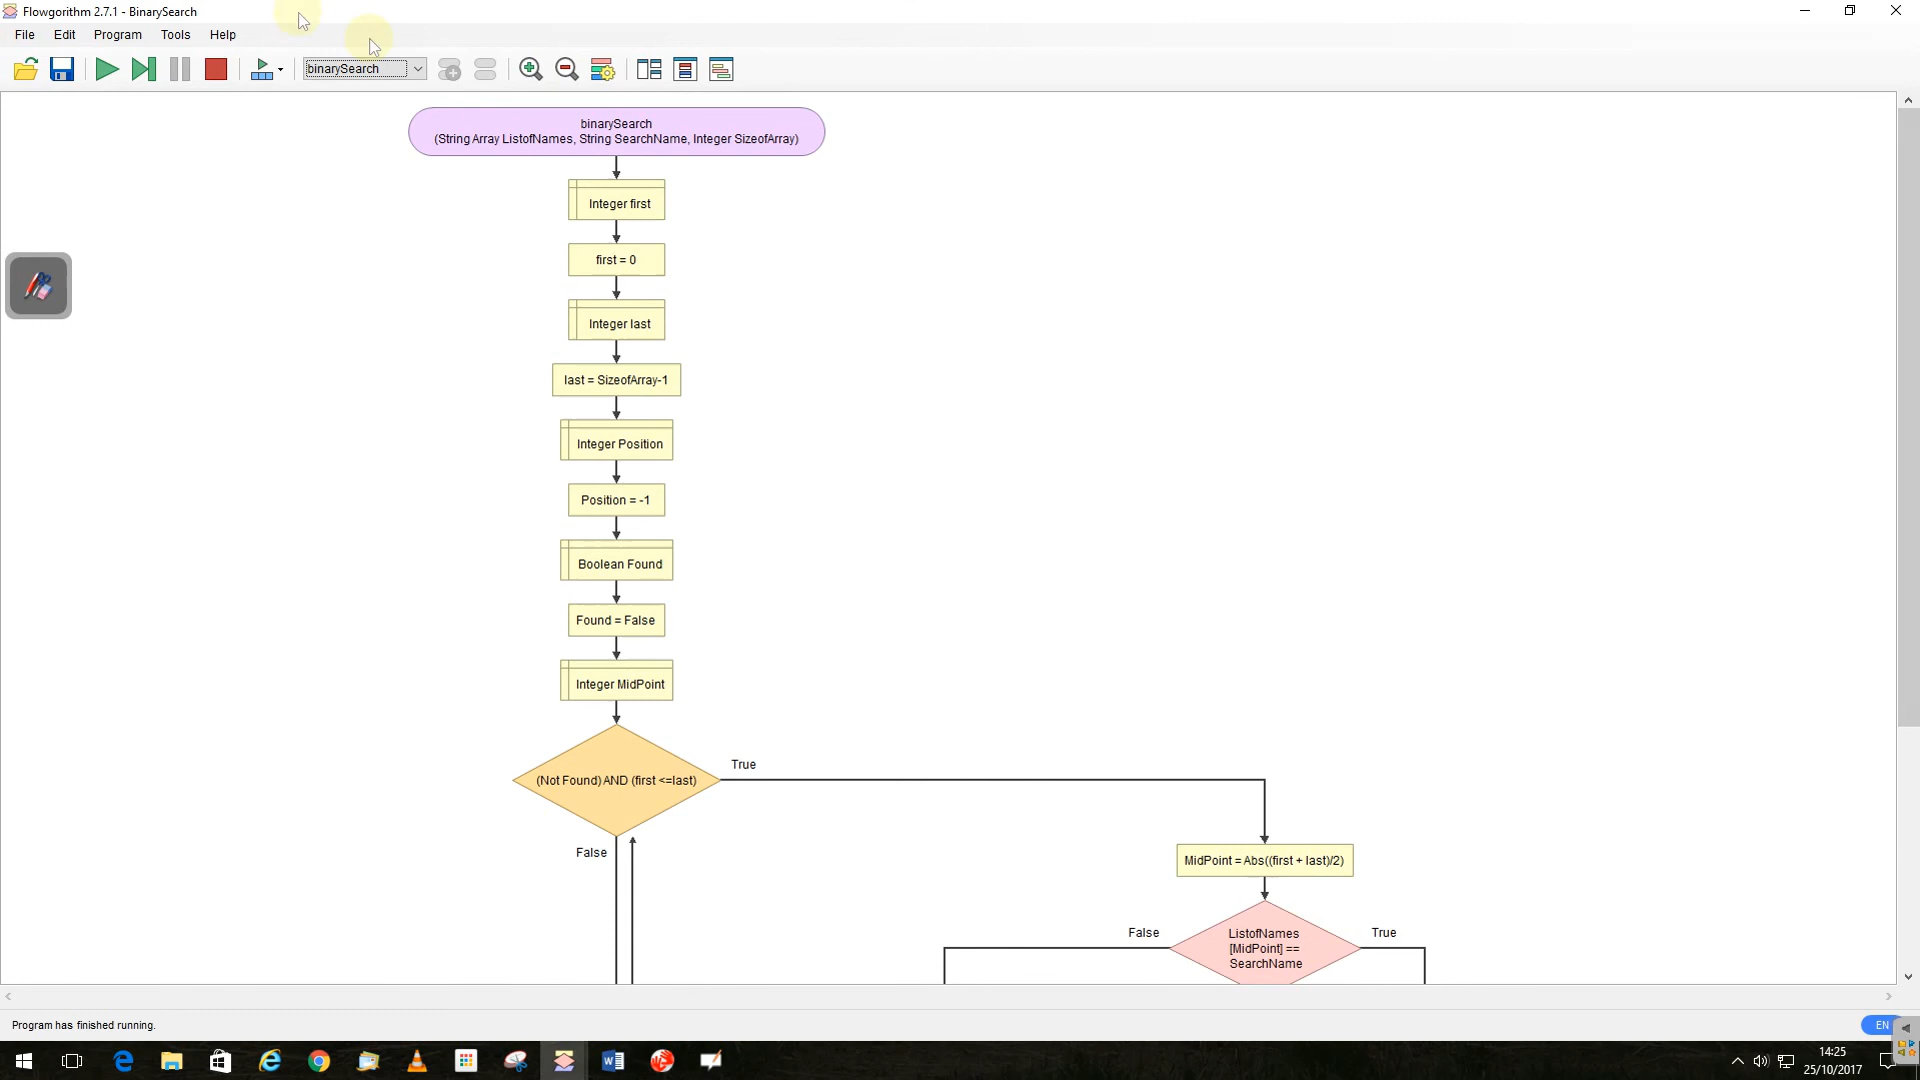 Flowgorithm 2.7.1 - BinarySearch
File Edit Program Tools Help
binarySearch
binarySearch
(String Array ListofNames, String SearchName, Integer SizeofArray)
Integer first
first = 0
Integer last
last = SizeofArray-1
Integer Position
Position = -1
Boolean Found
Found = False
Integer MidPoint
(Not Found) AND (first <=last)
True
False
MidPoint = Abs((first + last)/2)
False
True
ListofNames
[MidPoint] ==
SearchName
Program has finished running.
EN
14:25
25/10/2017